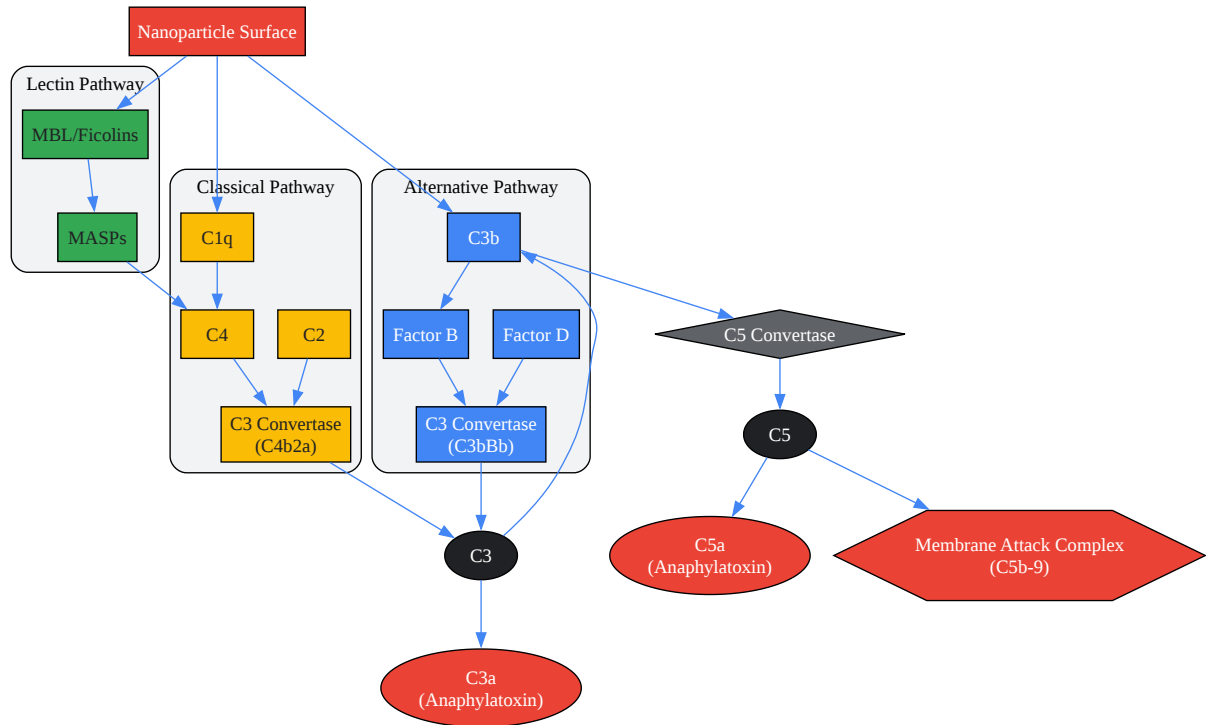 Nanoparticle Surface
Lectin Pathway
MBL/Ficolins
MASPs
Classical Pathway
C1q
C4
C2
C3 Convertase
(C4b2a)
Alternative Pathway
C3b
Factor B
Factor D
C3 Convertase
(C3bBb)
C5 Convertase
C5
C3
C5a
(Anaphylatoxin)
Membrane Attack Complex
(C5b-9)
C3a
(Anaphylatoxin)